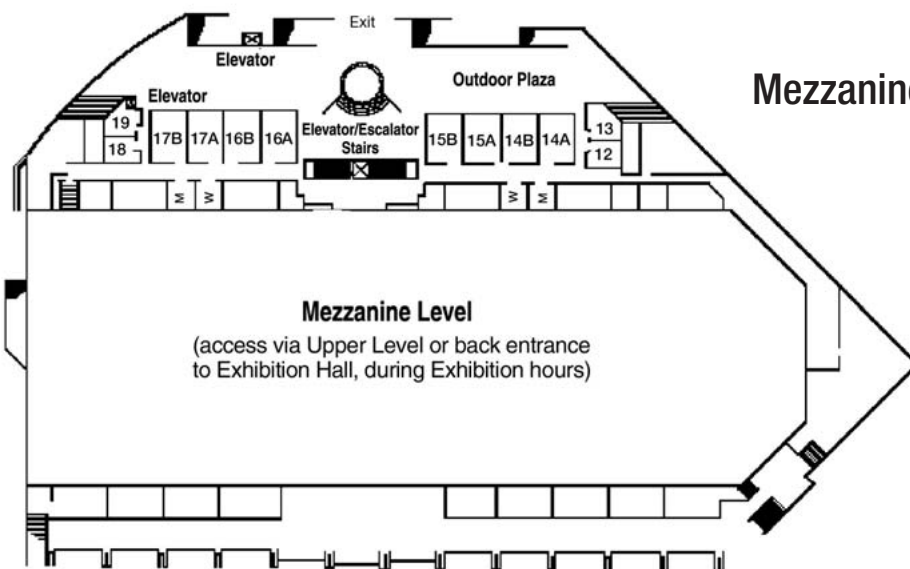 Exit
Elevator
Outdoor Plaza
Mezzanine
Elevator
19
18
17B
17A
16B
16A
Elevator/Escalator
Stairs
15B
15A
14B
14A
13
12
M
W
W
M
Mezzanine Level
(access via Upper Level or back entrance
to Exhibition Hall, during Exhibition hours)